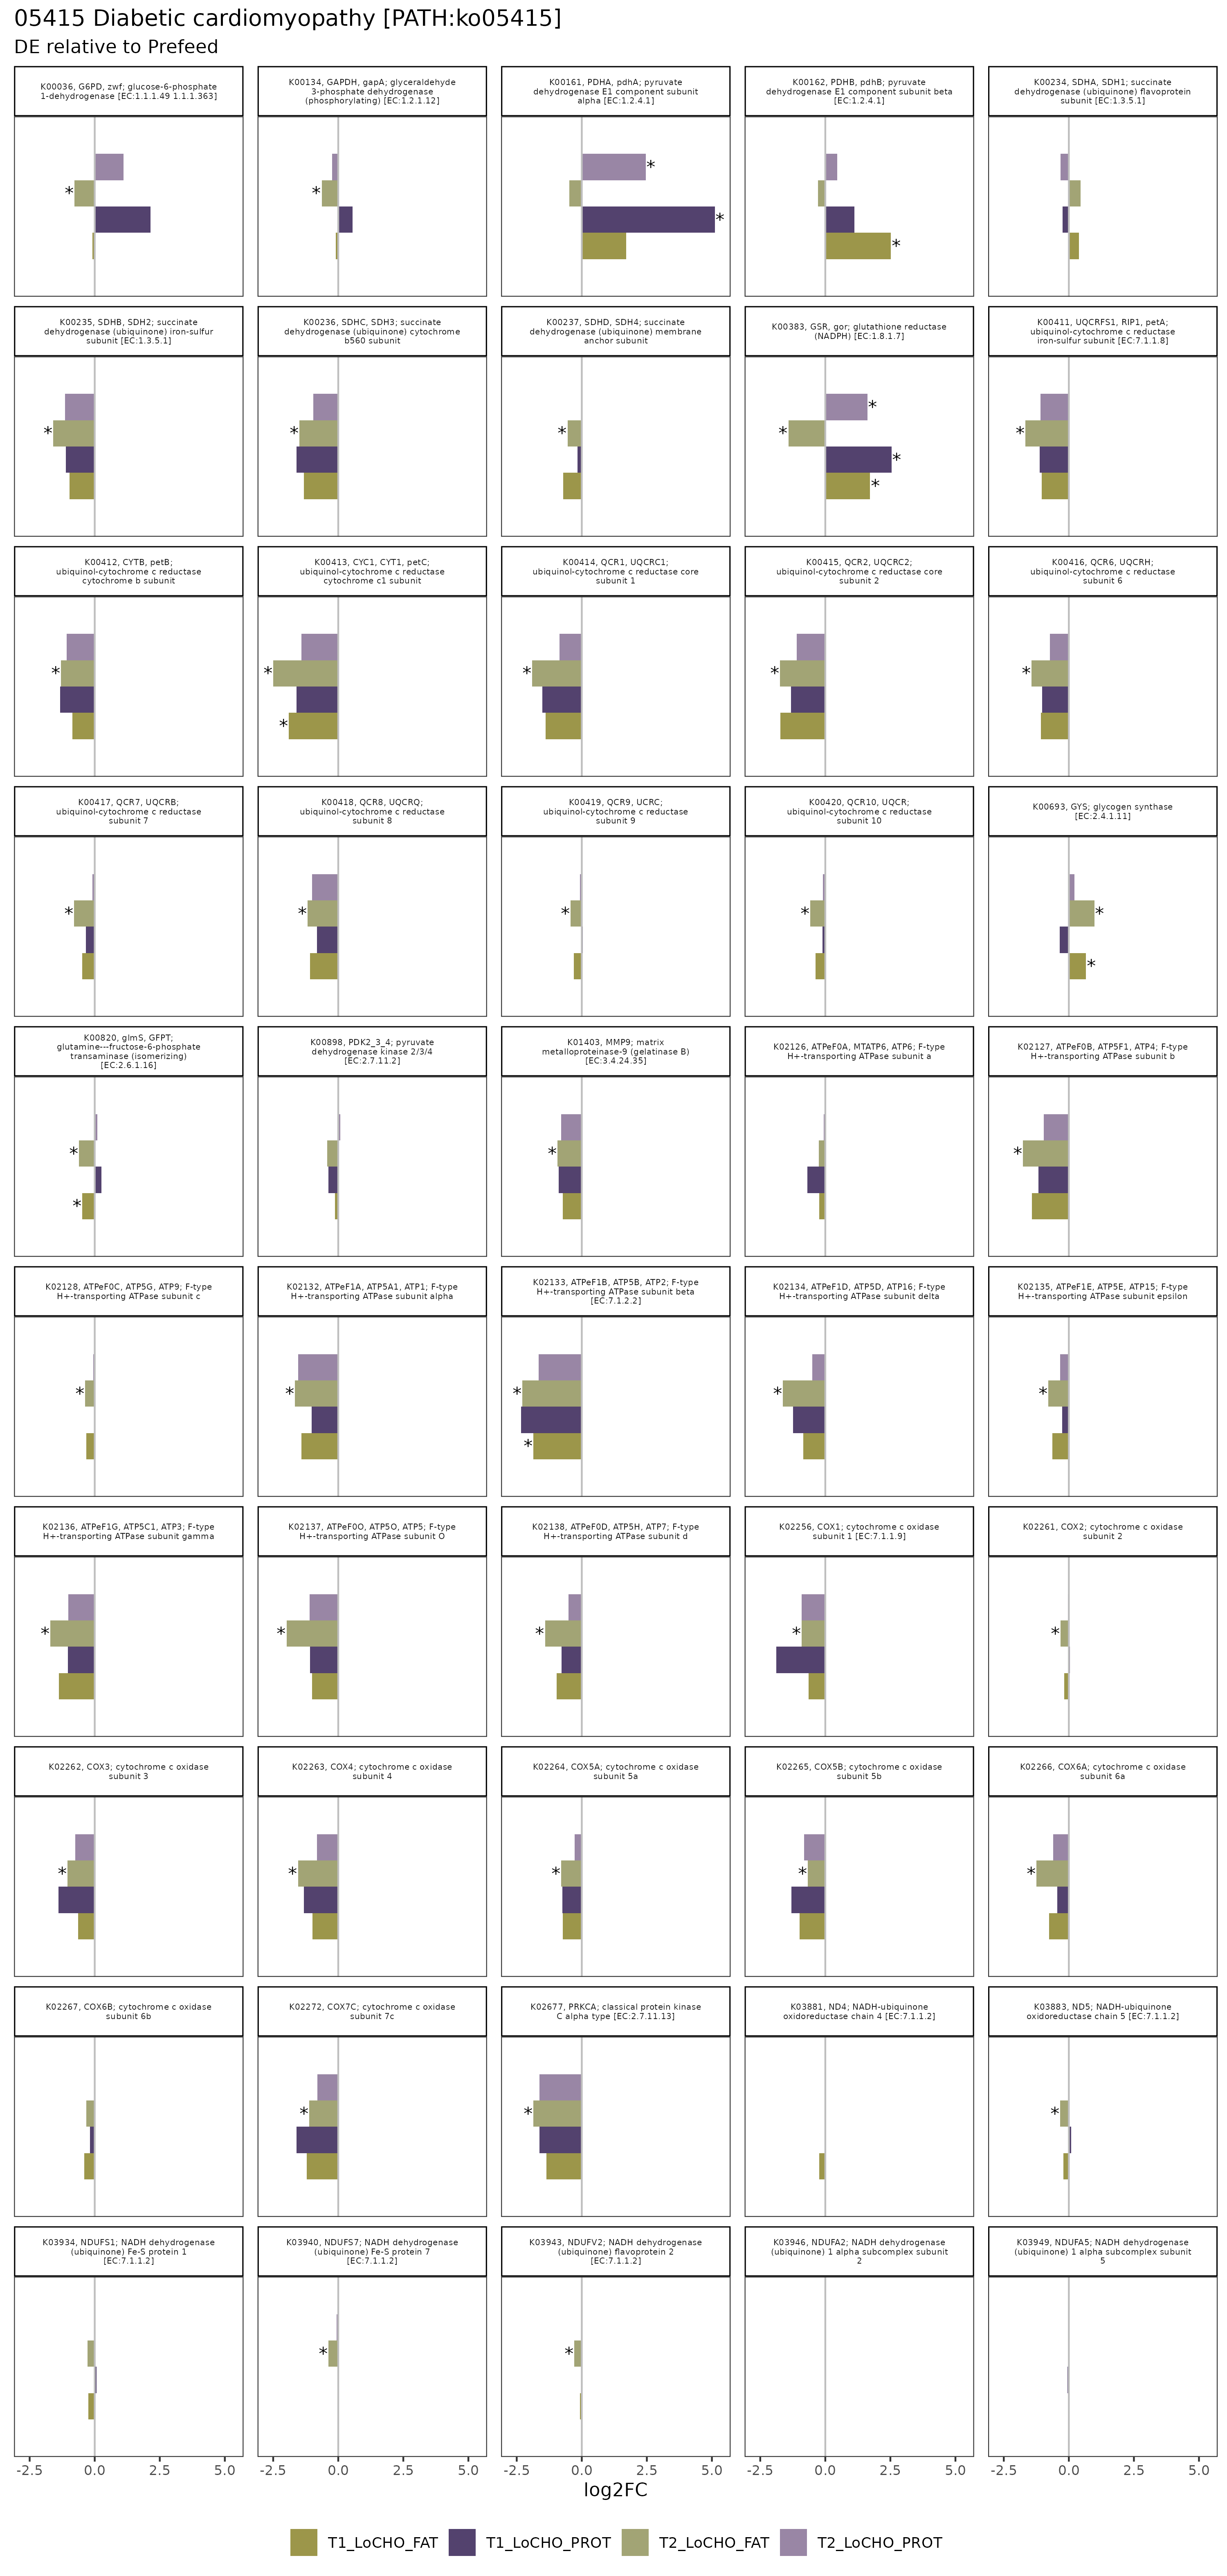 05415 Diabetic cardiomyopathy [PATH:ko05415]
DE relative to Prefeed
K00036, G6PD, zwf; glucose-6-phosphate
1-dehydrogenase [EC:1.1.1.49 1.1.1.363]
K00134, GAPDH, gapA; glyceraldehyde
3-phosphate dehydrogenase
(phosphorylating) [EC:1.2.1.12]
K00161, PDHA, pdhA; pyruvate
dehydrogenase E1 component subunit
alpha [EC:1.2.4.1]
K00162, PDHB, pdhB; pyruvate
dehydrogenase E1 component subunit beta
[EC:1.2.4.1]
K00234, SDHA, SDH1; succinate
dehydrogenase (ubiquinone) flavoprotein
subunit [EC:1.3.5.1]
*
*
*
*
*
K00235, SDHB, SDH2; succinate
dehydrogenase (ubiquinone) iron-sulfur
subunit [EC:1.3.5.1]
K00236, SDHC, SDH3; succinate
dehydrogenase (ubiquinone) cytochrome
b560 subunit
K00237, SDHD, SDH4; succinate
dehydrogenase (ubiquinone) membrane
anchor subunit
K00383, GSR, gor; glutathione reductase
(NADPH) [EC:1.8.1.7]
K00411, UQCRFS1, RIP1, petA;
ubiquinol-cytochrome c reductase
iron-sulfur subunit [EC:7.1.1.8]
*
*
*
*
*
*
*
*
K00412, CYTB, petB;
ubiquinol-cytochrome c reductase
cytochrome b subunit
K00413, CYC1, CYT1, petC;
ubiquinol-cytochrome c reductase
cytochrome c1 subunit
K00414, QCR1, UQCRC1;
ubiquinol-cytochrome c reductase core
subunit 1
K00415, QCR2, UQCRC2;
ubiquinol-cytochrome c reductase core
subunit 2
K00416, QCR6, UQCRH;
ubiquinol-cytochrome c reductase
subunit 6
*
*
*
*
*
*
K00417, QCR7, UQCRB;
ubiquinol-cytochrome c reductase
subunit 7
K00418, QCR8, UQCRQ;
ubiquinol-cytochrome c reductase
subunit 8
K00419, QCR9, UCRC;
ubiquinol-cytochrome c reductase
subunit 9
K00420, QCR10, UQCR;
ubiquinol-cytochrome c reductase
subunit 10
K00693, GYS; glycogen synthase
[EC:2.4.1.11]
*
*
*
*
*
*
K00820, glmS, GFPT;
glutamine---fructose-6-phosphate
transaminase (isomerizing)
[EC:2.6.1.16]
K00898, PDK2_3_4; pyruvate
dehydrogenase kinase 2/3/4
[EC:2.7.11.2]
K01403, MMP9; matrix
metalloproteinase-9 (gelatinase B)
[EC:3.4.24.35]
K02126, ATPeF0A, MTATP6, ATP6; F-type
H+-transporting ATPase subunit a
K02127, ATPeF0B, ATP5F1, ATP4; F-type
H+-transporting ATPase subunit b
*
*
*
*
K02128, ATPeF0C, ATP5G, ATP9; F-type
H+-transporting ATPase subunit c
K02132, ATPeF1A, ATP5A1, ATP1; F-type
H+-transporting ATPase subunit alpha
K02133, ATPeF1B, ATP5B, ATP2; F-type
H+-transporting ATPase subunit beta
[EC:7.1.2.2]
K02134, ATPeF1D, ATP5D, ATP16; F-type
H+-transporting ATPase subunit delta
K02135, ATPeF1E, ATP5E, ATP15; F-type
H+-transporting ATPase subunit epsilon
*
*
*
*
*
*
K02136, ATPeF1G, ATP5C1, ATP3; F-type
H+-transporting ATPase subunit gamma
K02137, ATPeF0O, ATP5O, ATP5; F-type
H+-transporting ATPase subunit O
K02138, ATPeF0D, ATP5H, ATP7; F-type
H+-transporting ATPase subunit d
K02256, COX1; cytochrome c oxidase
subunit 1 [EC:7.1.1.9]
K02261, COX2; cytochrome c oxidase
subunit 2
*
*
*
*
*
K02262, COX3; cytochrome c oxidase
subunit 3
K02263, COX4; cytochrome c oxidase
subunit 4
K02264, COX5A; cytochrome c oxidase
subunit 5a
K02265, COX5B; cytochrome c oxidase
subunit 5b
K02266, COX6A; cytochrome c oxidase
subunit 6a
*
*
*
*
*
K02267, COX6B; cytochrome c oxidase
subunit 6b
K02272, COX7C; cytochrome c oxidase
subunit 7c
K02677, PRKCA; classical protein kinase
C alpha type [EC:2.7.11.13]
K03881, ND4; NADH-ubiquinone
oxidoreductase chain 4 [EC:7.1.1.2]
K03883, ND5; NADH-ubiquinone
oxidoreductase chain 5 [EC:7.1.1.2]
*
*
*
K03934, NDUFS1; NADH dehydrogenase
(ubiquinone) Fe-S protein 1
[EC:7.1.1.2]
K03940, NDUFS7; NADH dehydrogenase
(ubiquinone) Fe-S protein 7
[EC:7.1.1.2]
K03943, NDUFV2; NADH dehydrogenase
(ubiquinone) flavoprotein 2
[EC:7.1.1.2]
K03946, NDUFA2; NADH dehydrogenase
(ubiquinone) 1 alpha subcomplex subunit
2
K03949, NDUFA5; NADH dehydrogenase
(ubiquinone) 1 alpha subcomplex subunit
5
*
*
-2.5 0.0 2.5 5.0 -2.5 0.0 2.5 5.0 -2.5 0.0 2.5 5.0 -2.5 0.0 2.5 5.0 -2.5 0.0 2.5 5.0
log2FC
T1_LoCHO_FAT T1_LoCHO_PROT T2_LoCHO_FAT T2_LoCHO_PROT